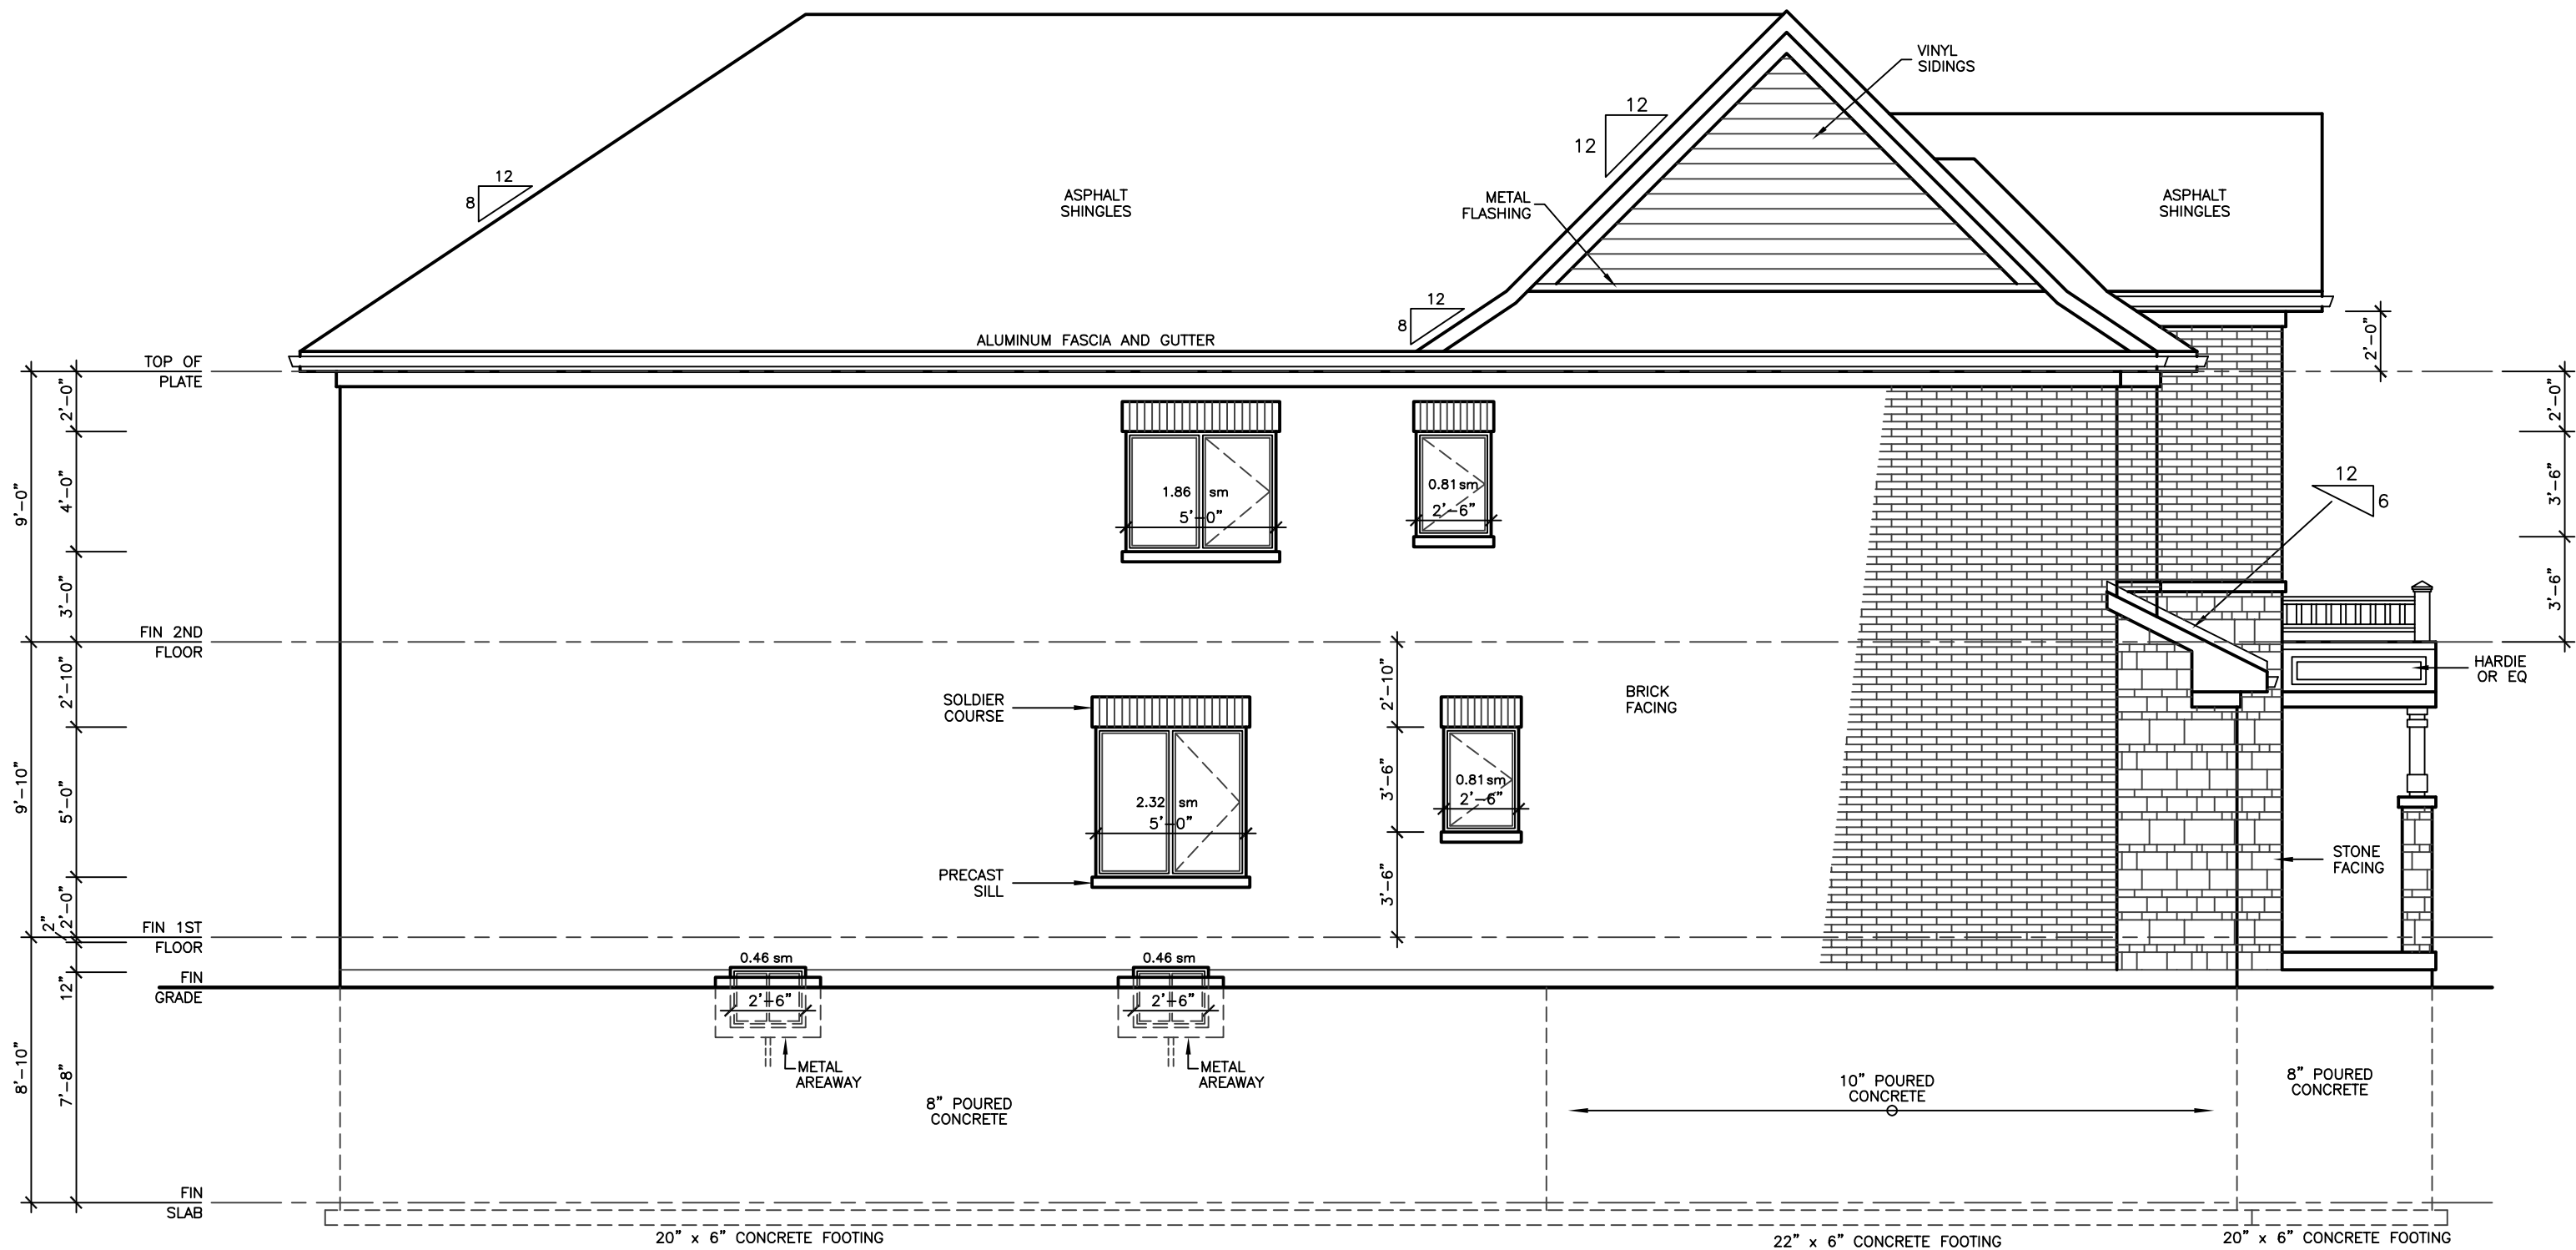 VINYL
SIDINGS
12
12
12
8
ASPHALT
SHINGLES
METAL
FLASHING
ASPHALT
SHINGLES
12
8
ALUMINUM FASCIA AND GUTTER
2'-0"
TOP OF
PLATE
9'-0"
2'-0"
4'-0"
3'-0"
1.86 sm
5'-0"
0.81 sm
2'-6"
12
6
2'-0"
3'-6"
3'-6"
FIN 2ND
FLOOR
9'-10"
2'-10"
5'-0"
2'-0"
2"
SOLDIER
COURSE
2.32 sm
5'-0"
PRECAST
SILL
2'-10"
3'-6"
3'-6"
0.81 sm
2'-6"
BRICK
FACING
HARDIE
OR EQ
STONE
FACING
FIN 1ST
FLOOR
12"
FIN
GRADE
0.46 sm
2'-6"
METAL
AREAWAY
0.46 sm
2'-6"
METAL
AREAWAY
8'-10"
7'-8"
8" POURED
CONCRETE
10" POURED
CONCRETE
8" POURED
CONCRETE
FIN
SLAB
20" x 6" CONCRETE FOOTING
22" x 6" CONCRETE FOOTING
20" x 6" CONCRETE FOOTING